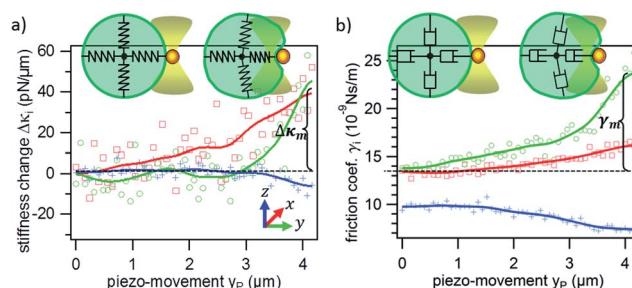 a)
stiffness change Δκᵢ (pN/µm)
60
40
20
0
-20
Δκₘ
z
x
y
0
1
2
3
4
piezo-movement yₚ (µm)
b)
friction coef. γᵢ (10⁻⁹ Ns/m)
25
20
15
10
γₘ
0
1
2
3
4
piezo-movement yₚ (µm)